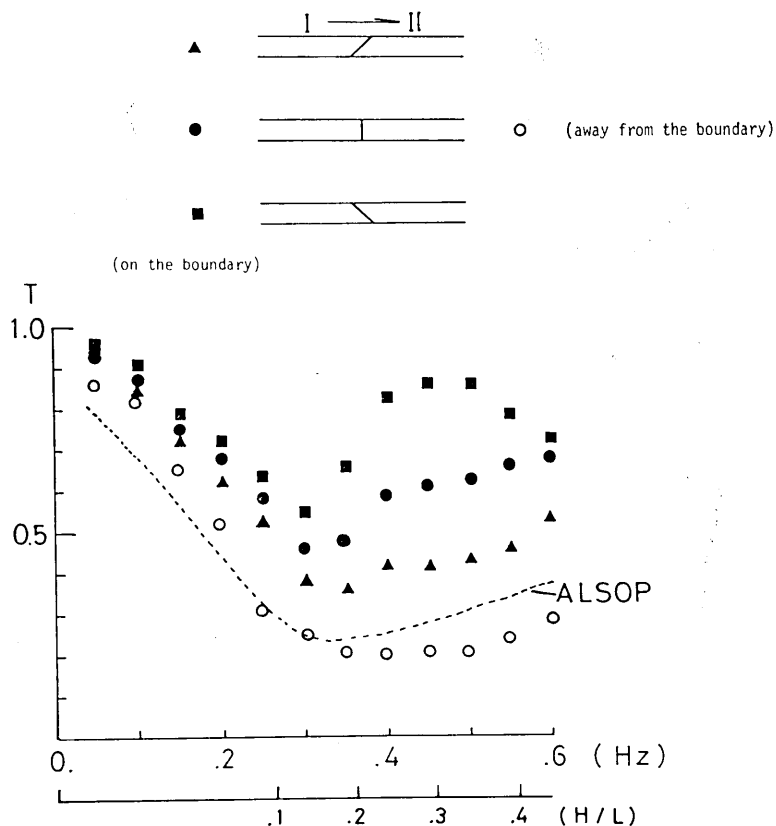 I → II
(away from the boundary)
(on the boundary)
T
1.0
0.5
ALSOP
0. .2 .4 .6 (Hz)
.1 .2 .3 .4 (H/L)